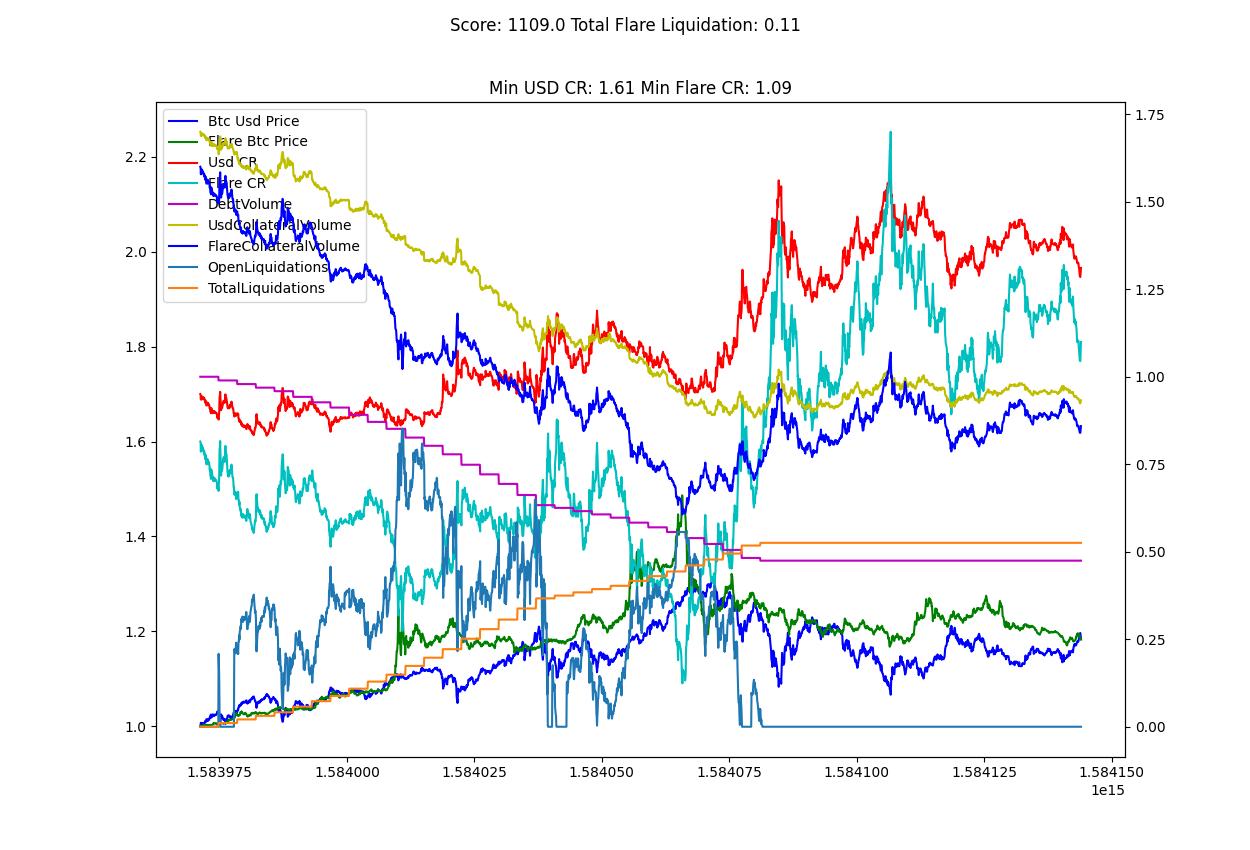 Score: 1109.0 Total Flare Liquidation: 0.11
Min USD CR: 1.61 Min Flare CR: 1.09
Btc Usd Price
Flare Btc Price
Usd CR
Flare CR
DebtVolume
UsdCollateralVolume
FlareCollateralVolume
OpenLiquidations
TotalLiquidations
2.2
2.0
1.8
1.6
1.4
1.2
1.0
1.75
1.50
1.25
1.00
0.75
0.50
0.25
0.00
1.583975 1.584000 1.584025 1.584050 1.584075 1.584100 1.584125 1.584150
1e15